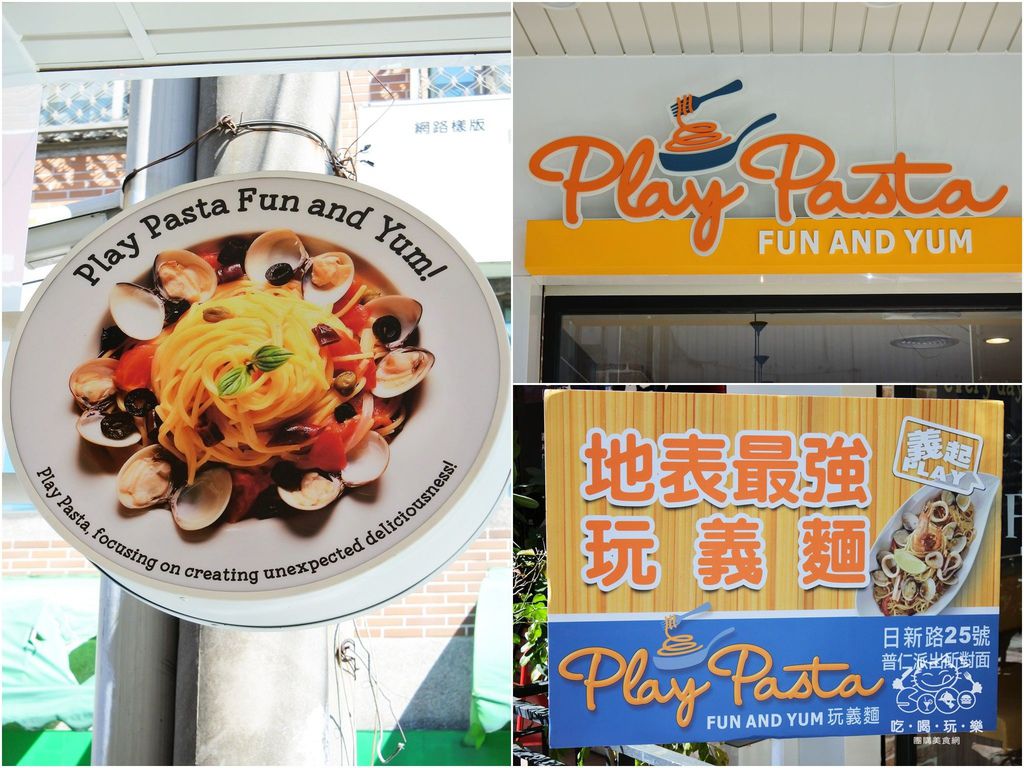 網路樣版
Play Pasta Fun and Yum!
Play Pasta, focusing on creating unexpected deliciousness!
Play Pasta
FUN AND YUM
地表最強
玩義麵
義起
PLAY
Play Pasta
FUN AND YUM 玩義麵
日新路25號
普仁派出所對面
吃·喝·玩·樂
團購美食網